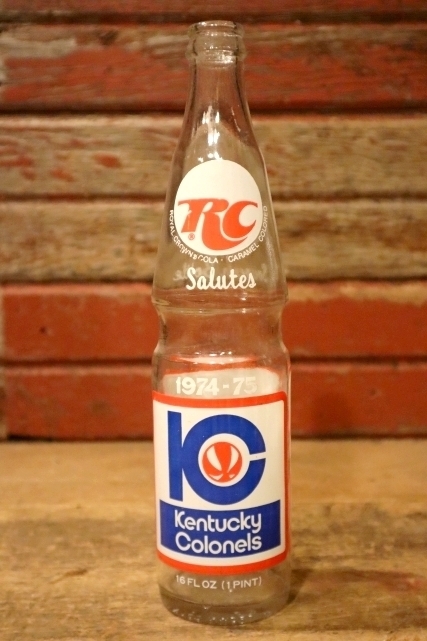 RC
®
ROYAL CROWN® COLA · CARAMEL COLORED
Salutes
1974-75
KC
Kentucky
Colonels
16 FL OZ (1 PINT)